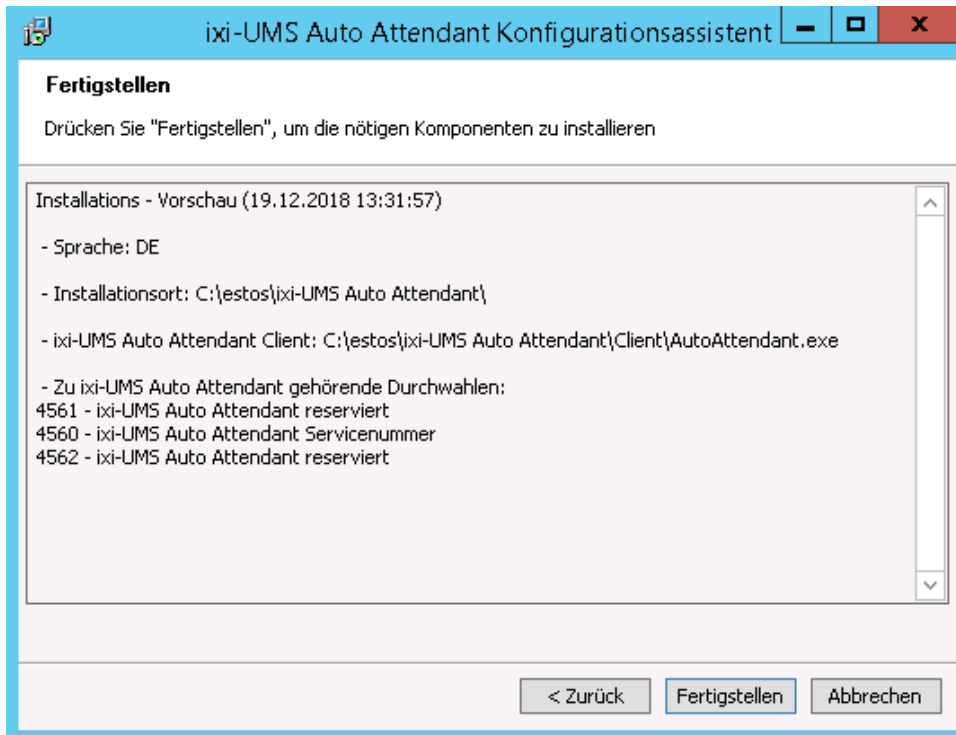 ixi-UMS Auto Attendant Konfigurationsassistent
Fertigstellen
Drücken Sie "Fertigstellen", um die nötigen Komponenten zu installieren
Installations - Vorschau (19.12.2018 13:31:57)
- Sprache: DE
- Installationsort: C:\estos\ixi-UMS Auto Attendant\
- ixi-UMS Auto Attendant Client: C:\estos\ixi-UMS Auto Attendant\Client\AutoAttendant.exe
- Zu ixi-UMS Auto Attendant gehörende Durchwahlen:
4561 - ixi-UMS Auto Attendant reserviert
4560 - ixi-UMS Auto Attendant Servicenummer
4562 - ixi-UMS Auto Attendant reserviert
< Zurück Fertigstellen Abbrechen